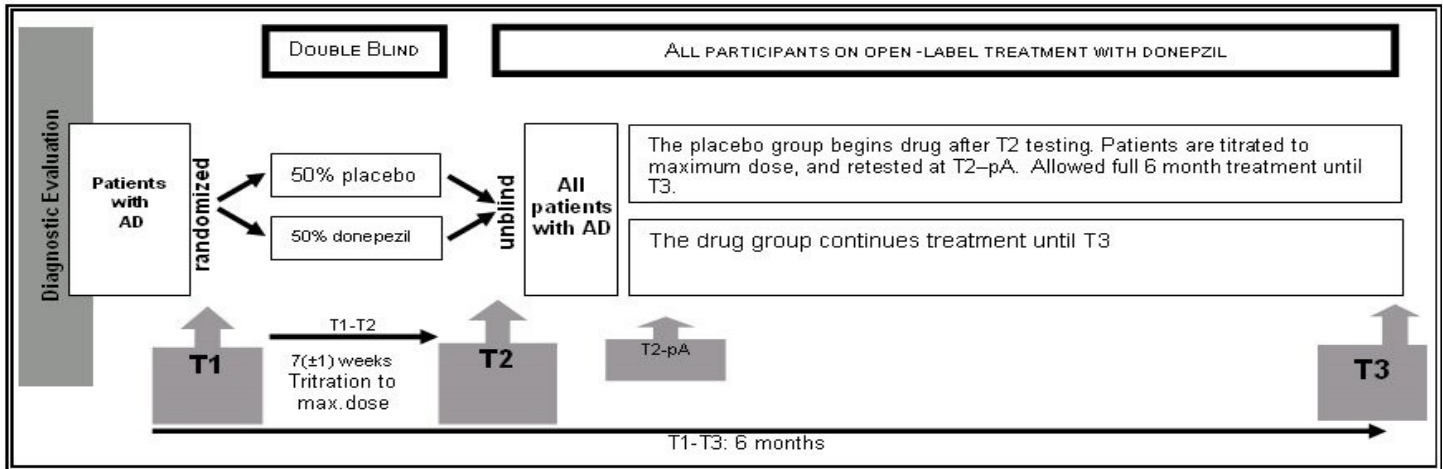 DOUBLE BLIND
ALL PARTICIPANTS ON OPEN -LABEL TREATMENT WITH DONEPZIL
Diagnostic Evaluation
Patients
with
AD
randomized
50% placebo
50% donepezil
unblind
All
patients
with AD
The placebo group begins drug after T2 testing. Patients are titrated to
maximum dose, and retested at T2–pA. Allowed full 6 month treatment until
T3.
The drug group continues treatment until T3
T1
T1-T2
7(±1) weeks
Tritration to
max.dose
T2
T2-pA
T3
T1-T3: 6 months